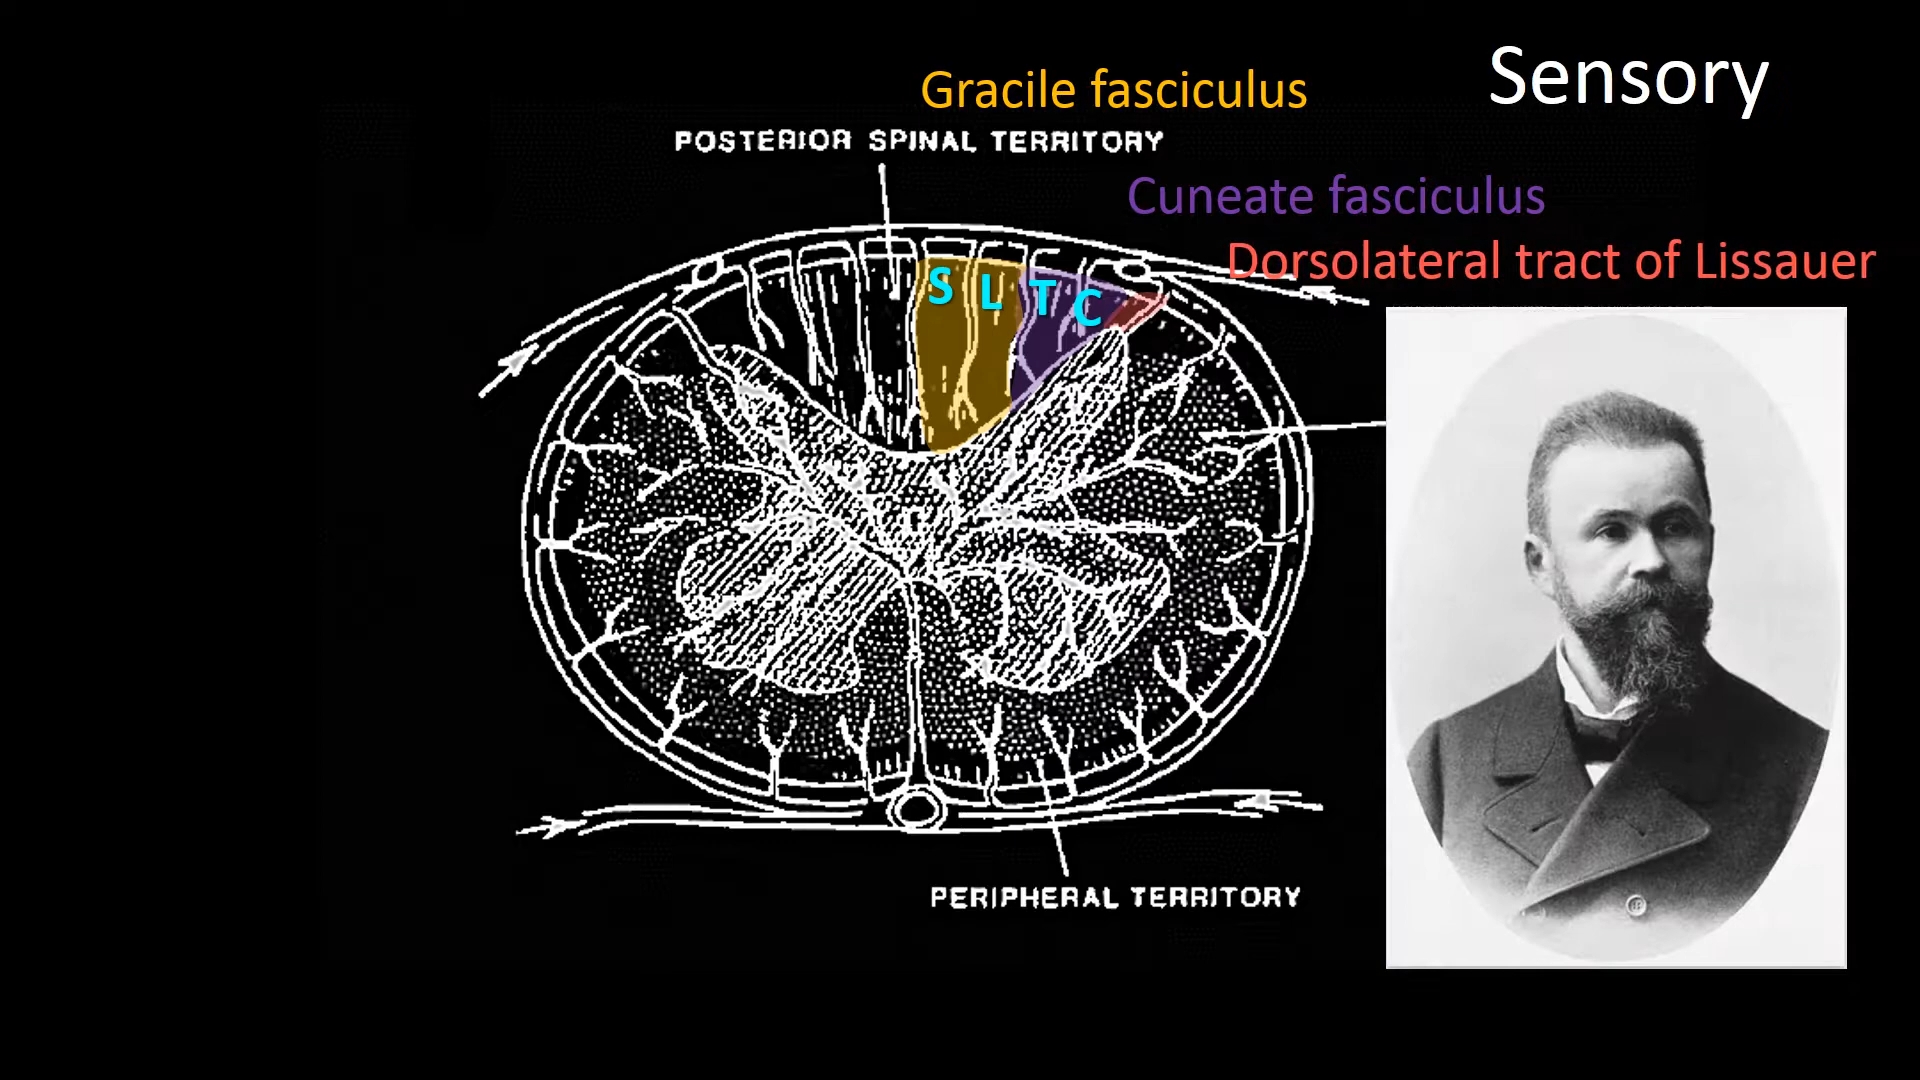 Sensory
Gracile fasciculus
POSTERIOR SPINAL TERRITORY
Cuneate fasciculus
Dorsolateral tract of Lissauer
S L T C
PERIPHERAL TERRITORY